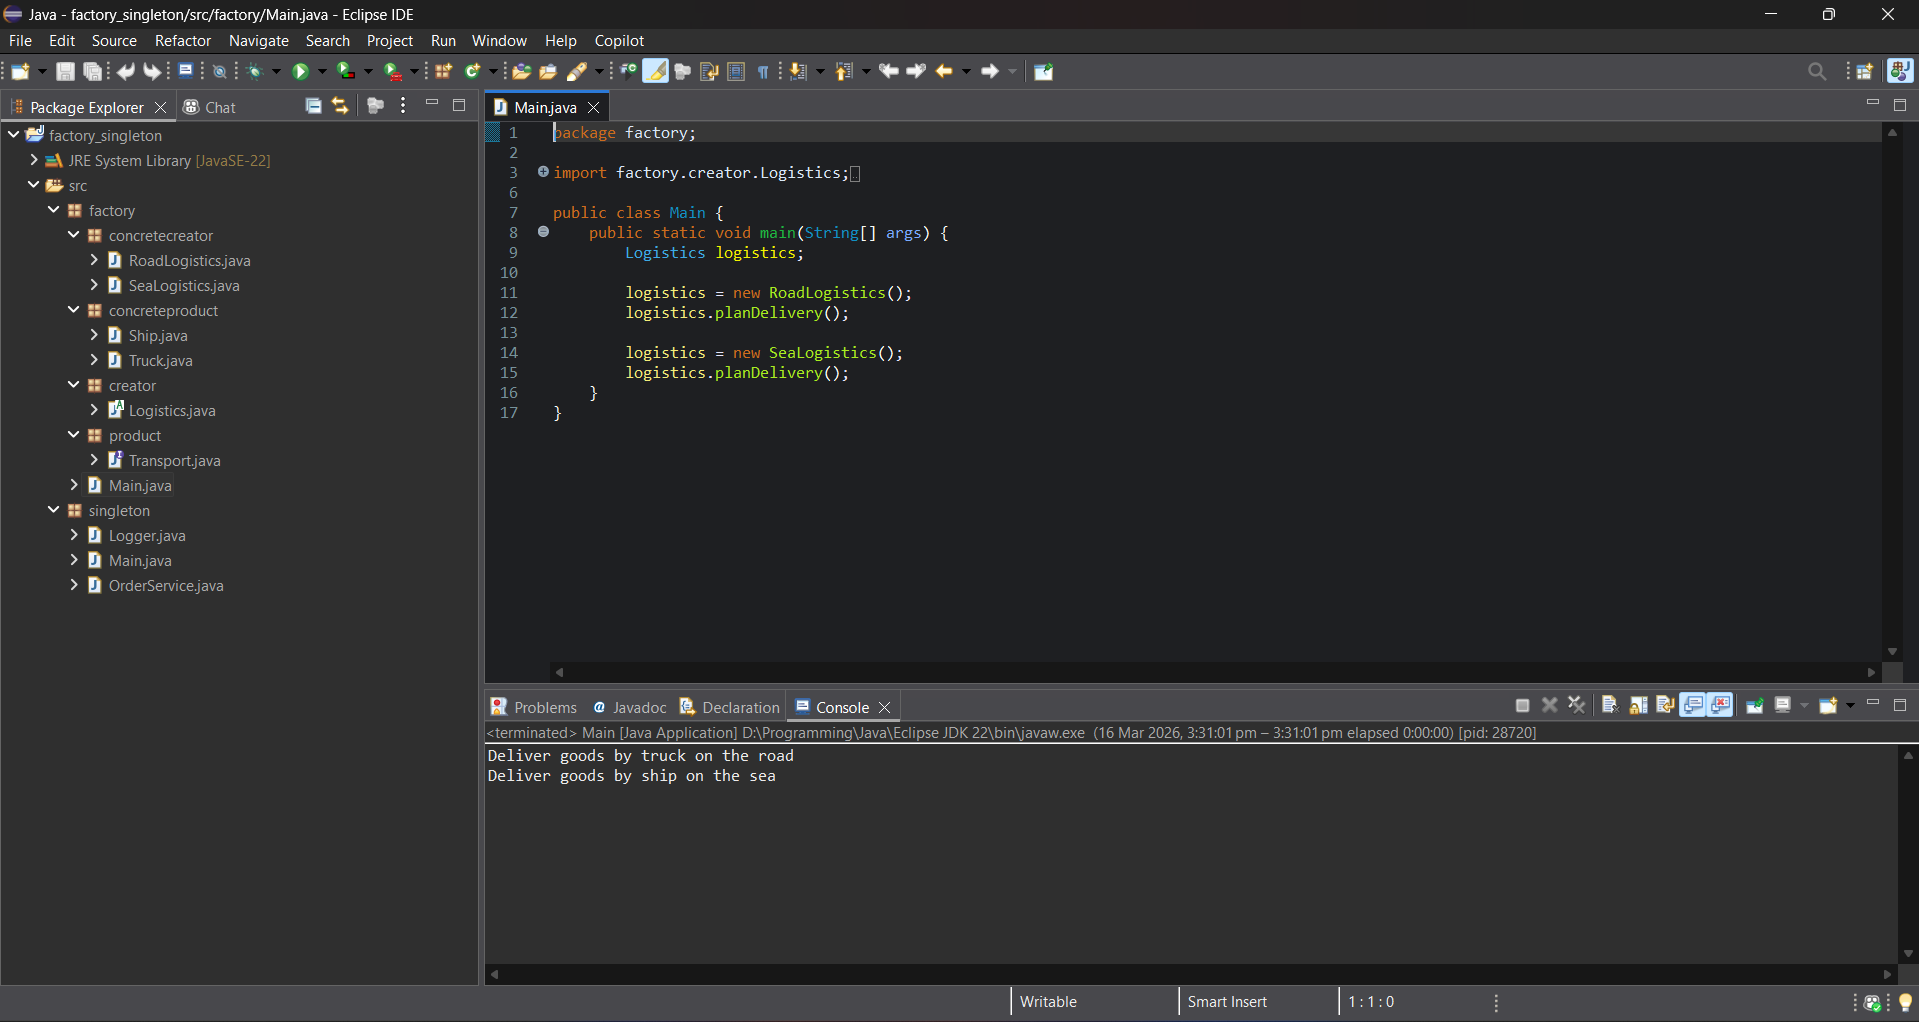 Java - factory_singleton/src/factory/Main.java - Eclipse IDE
File Edit Source Refactor Navigate Search Project Run Window Help Copilot
Package Explorer Chat
factory_singleton
JRE System Library [JavaSE-22]
src
factory
concretecreator
RoadLogistics.java
SeaLogistics.java
concreteproduct
Ship.java
Truck.java
creator
Logistics.java
product
Transport.java
Main.java
singleton
Logger.java
Main.java
OrderService.java
Main.java
1 package factory;
2
3 import factory.creator.Logistics;
6
7 public class Main {
8 public static void main(String[] args) {
9 Logistics logistics;
10
11 logistics = new RoadLogistics();
12 logistics.planDelivery();
13
14 logistics = new SeaLogistics();
15 logistics.planDelivery();
16 }
17 }
Problems Javadoc Declaration Console
<terminated> Main [Java Application] D:\Programming\Java\Eclipse JDK 22\bin\javaw.exe (16 Mar 2026, 3:31:01 pm – 3:31:01 pm elapsed 0:00:00) [pid: 28720]
Deliver goods by truck on the road
Deliver goods by ship on the sea
Writable Smart Insert 1 : 1 : 0